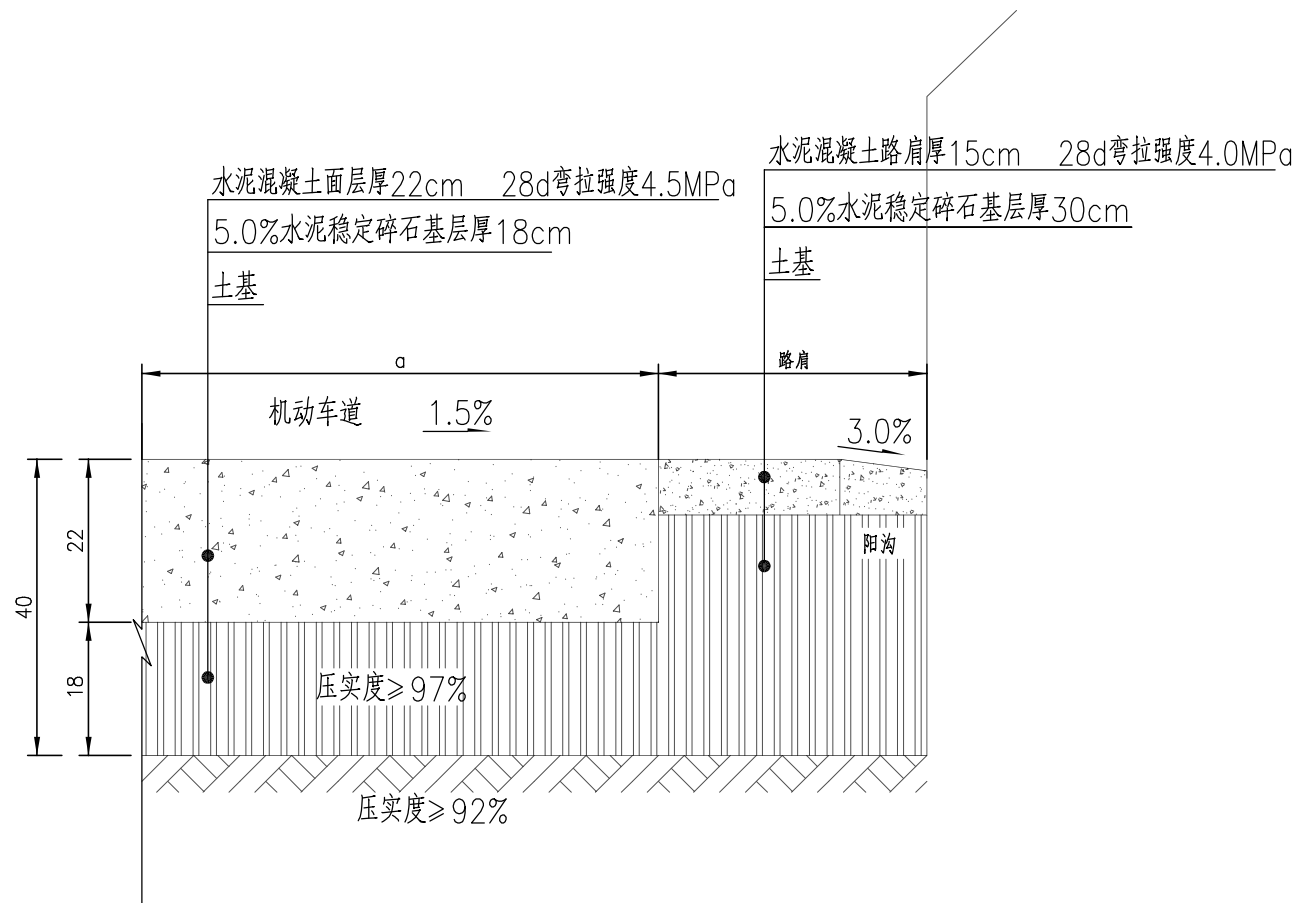 水泥混凝土路肩厚15cm 28d弯拉强度4.0MPa
水泥混凝土面层厚22cm 28d弯拉强度4.5MPa
5.0%水泥稳定碎石基层厚30cm
5.0%水泥稳定碎石基层厚18cm
土基
土基
a
路肩
机动车道
1.5%
3.0%
22
阳沟
40
18
压实度≥97%
压实度≥92%